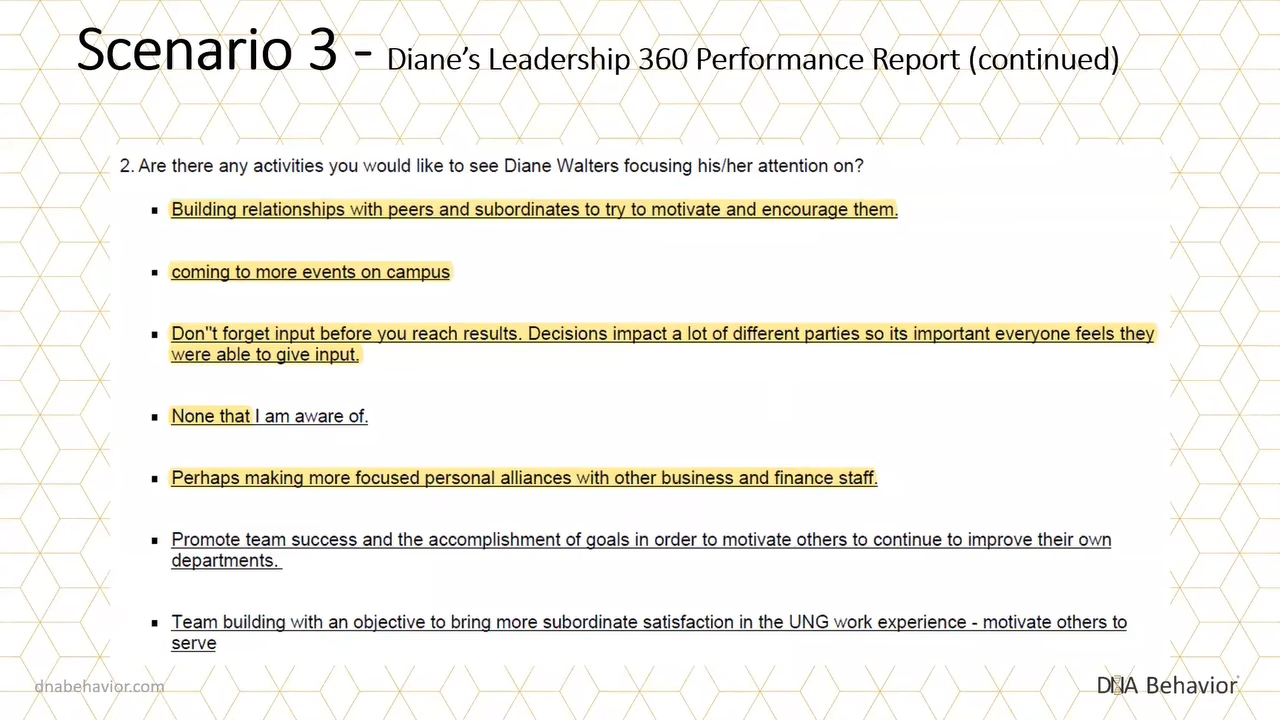 Scenario 3 - Diane's Leadership 360 Performance Report (continued)
2. Are there any activities you would like to see Diane Walters focusing his/her attention on?
▪ Building relationships with peers and subordinates to try to motivate and encourage them.
▪ coming to more events on campus
▪ Don"t forget input before you reach results. Decisions impact a lot of different parties so its important everyone feels they
were able to give input.
▪ None that I am aware of.
▪ Perhaps making more focused personal alliances with other business and finance staff.
▪ Promote team success and the accomplishment of goals in order to motivate others to continue to improve their own
departments.
▪ Team building with an objective to bring more subordinate satisfaction in the UNG work experience - motivate others to
serve
dnabehavior.com
DNA Behavior